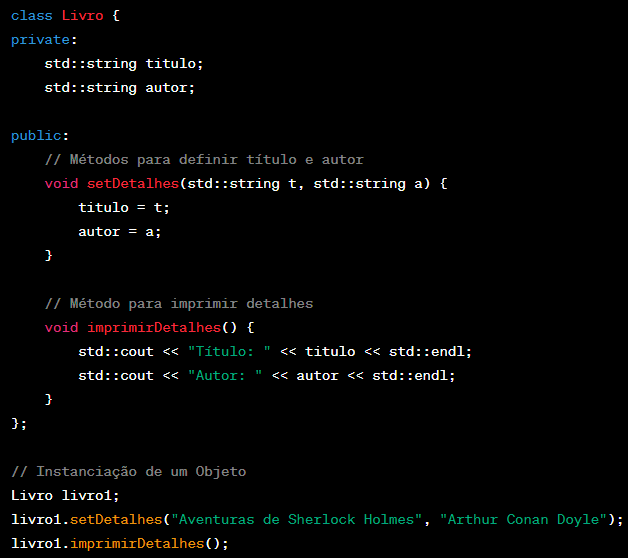 class Livro {
private:
    std::string titulo;
    std::string autor;

public:
    // Métodos para definir título e autor
    void setDetalhes(std::string t, std::string a) {
        titulo = t;
        autor = a;
    }

    // Método para imprimir detalhes
    void imprimirDetalhes() {
        std::cout << "Título: " << titulo << std::endl;
        std::cout << "Autor: " << autor << std::endl;
    }
};

// Instanciação de um Objeto
Livro livro1;
livro1.setDetalhes("Aventuras de Sherlock Holmes", "Arthur Conan Doyle");
livro1.imprimirDetalhes();